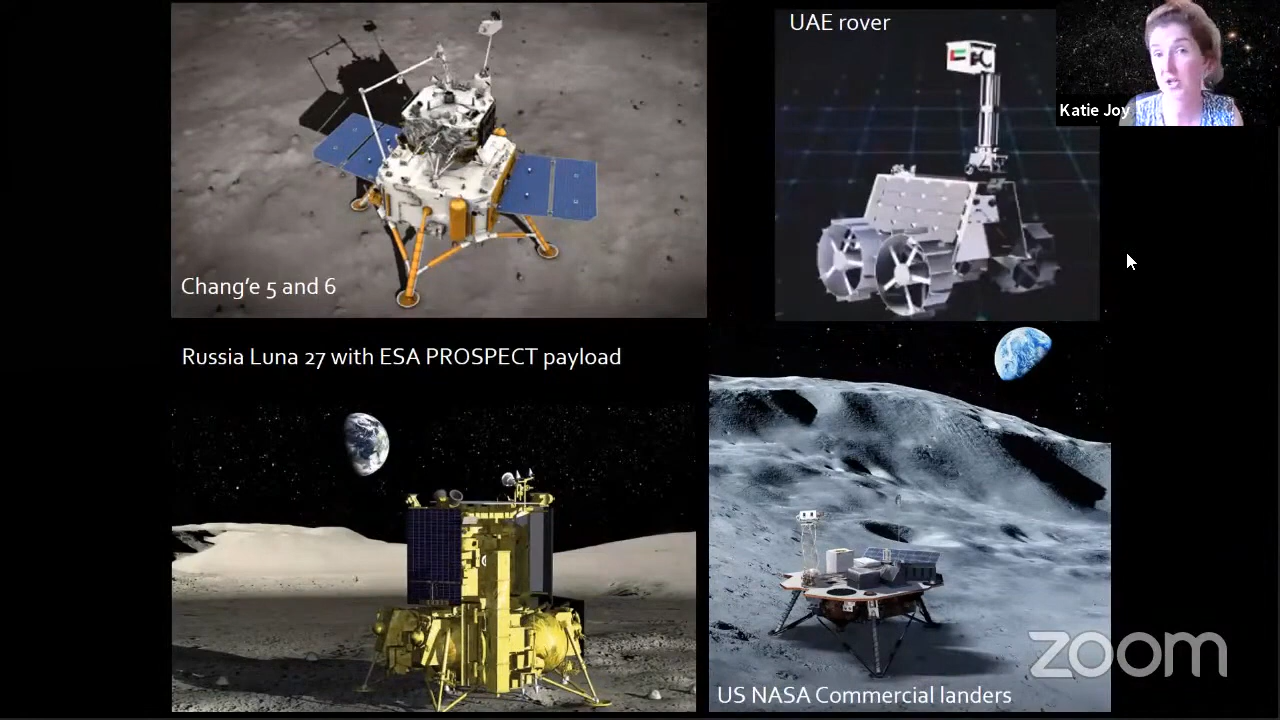 UAE rover
Katie Joy
Chang’e 5 and 6
Russia Luna 27 with ESA PROSPECT payload
US NASA Commercial landers
zoom